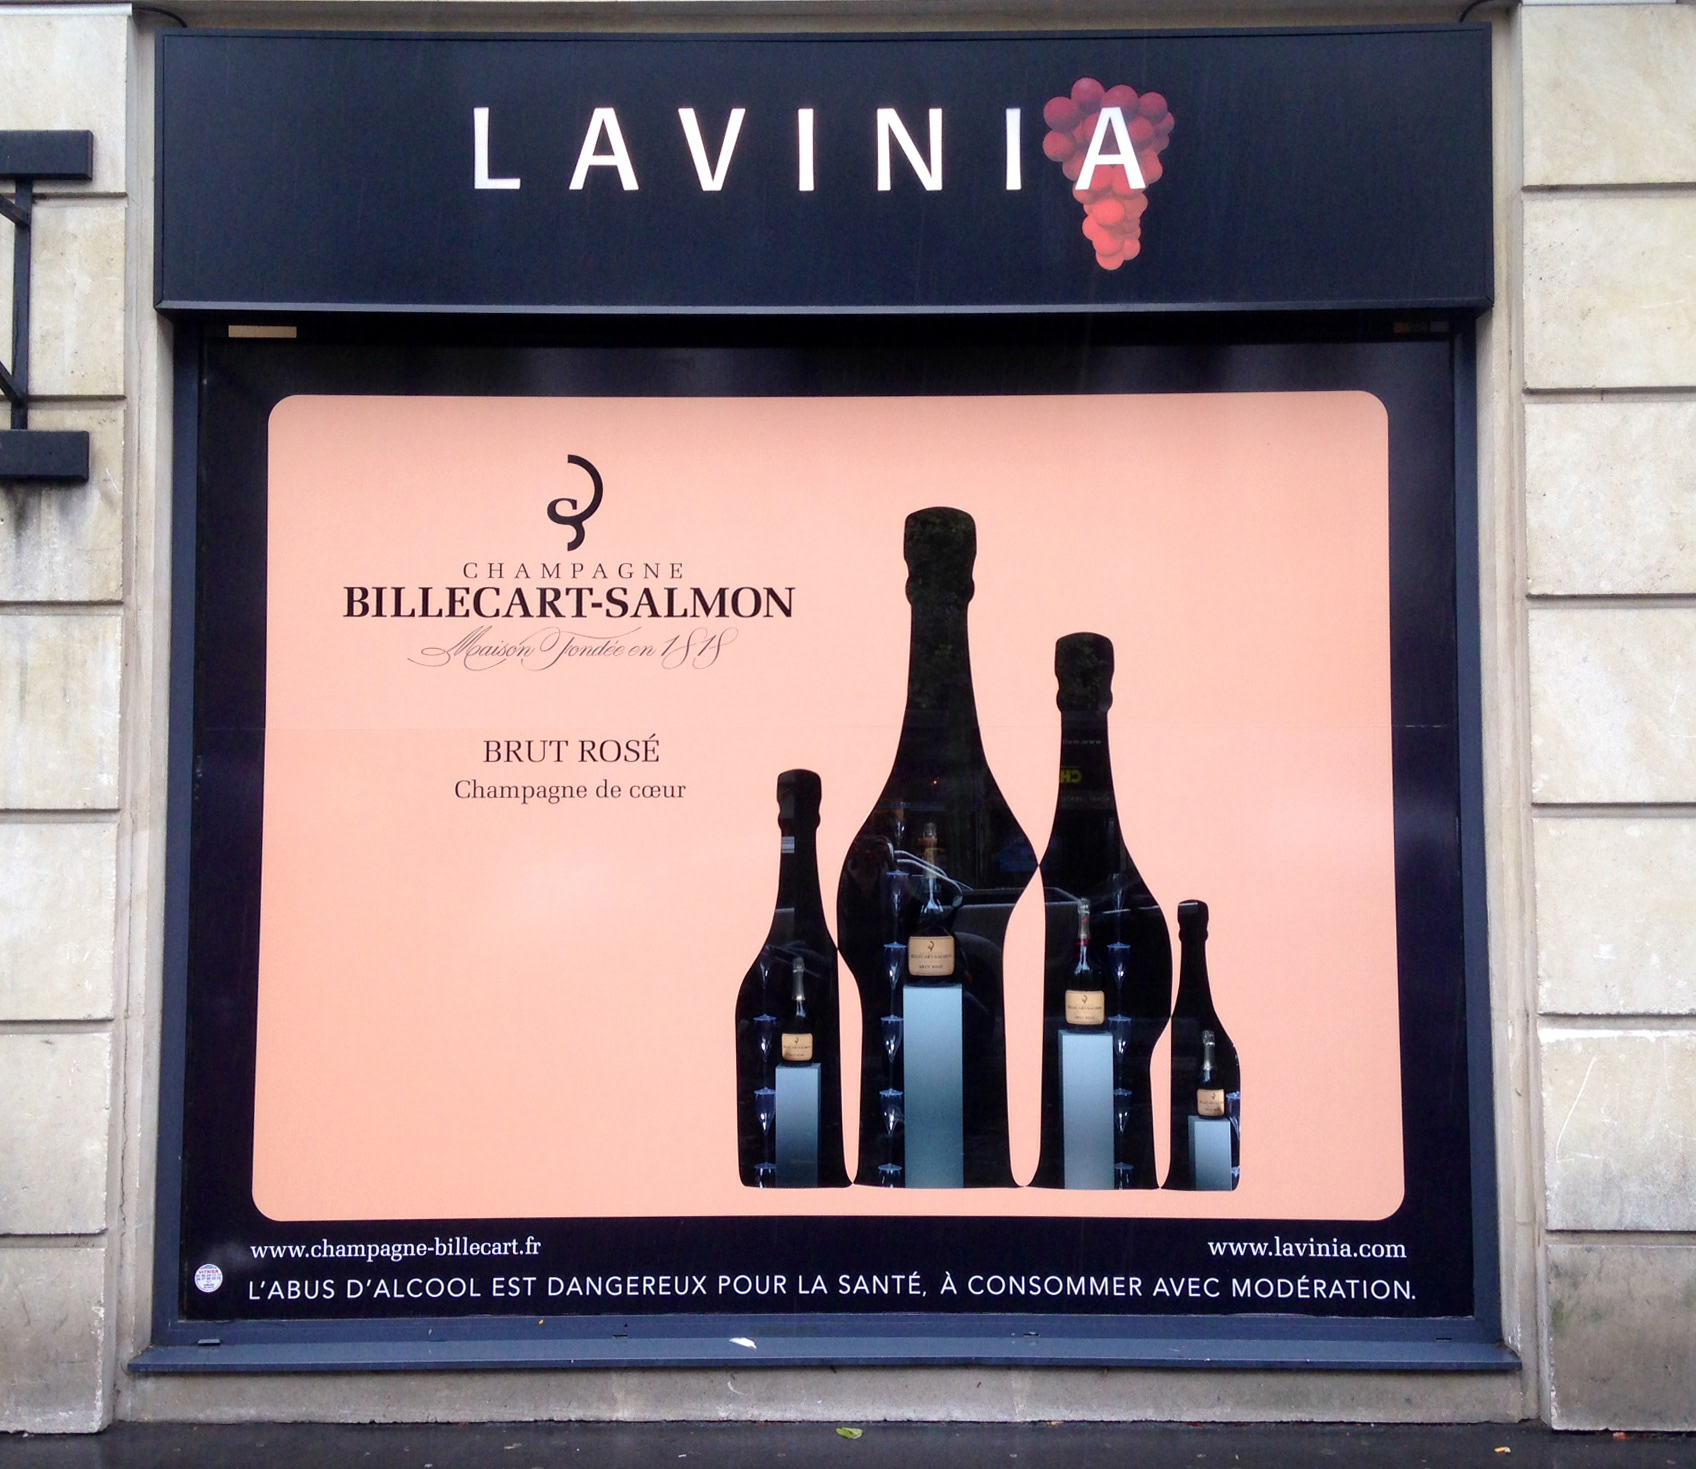 LAVINIA
CHAMPAGNE
BILLECART-SALMON
Maison Fondée en 1818
BRUT ROSÉ
Champagne de cœur
www.champagne-billecart.fr
www.lavinia.com
L'ABUS D'ALCOOL EST DANGEREUX POUR LA SANTÉ, À CONSOMMER AVEC MODÉRATION.